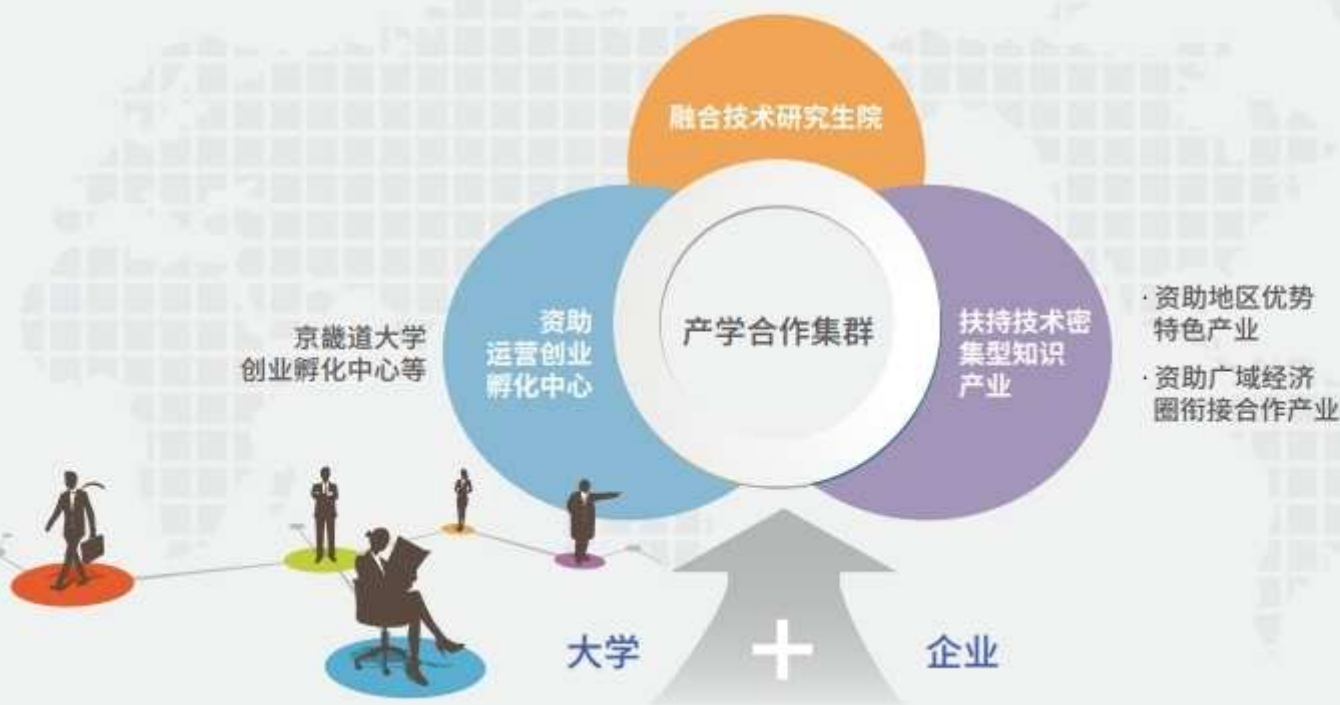 融合技术研究生院
京畿道大学
创业孵化中心等
资助
运营创业
孵化中心
产学合作集群
扶持技术密
集型知识
产业
· 资助地区优势
特色产业
· 资助广域经济
圈衔接合作产业
大学
+
企业